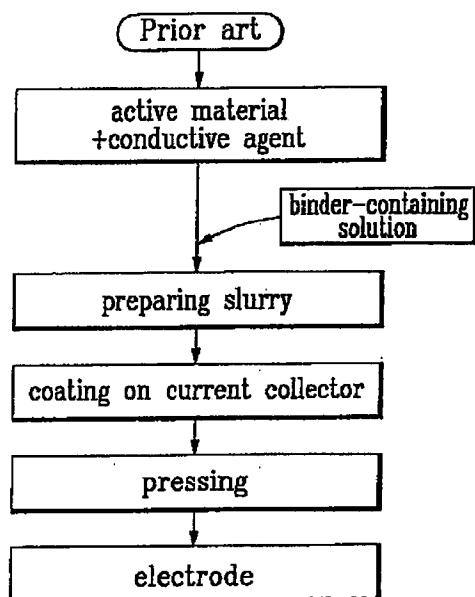 Prior art
active material
+conductive agent
binder-containing
solution
preparing slurry
coating on current collector
pressing
electrode